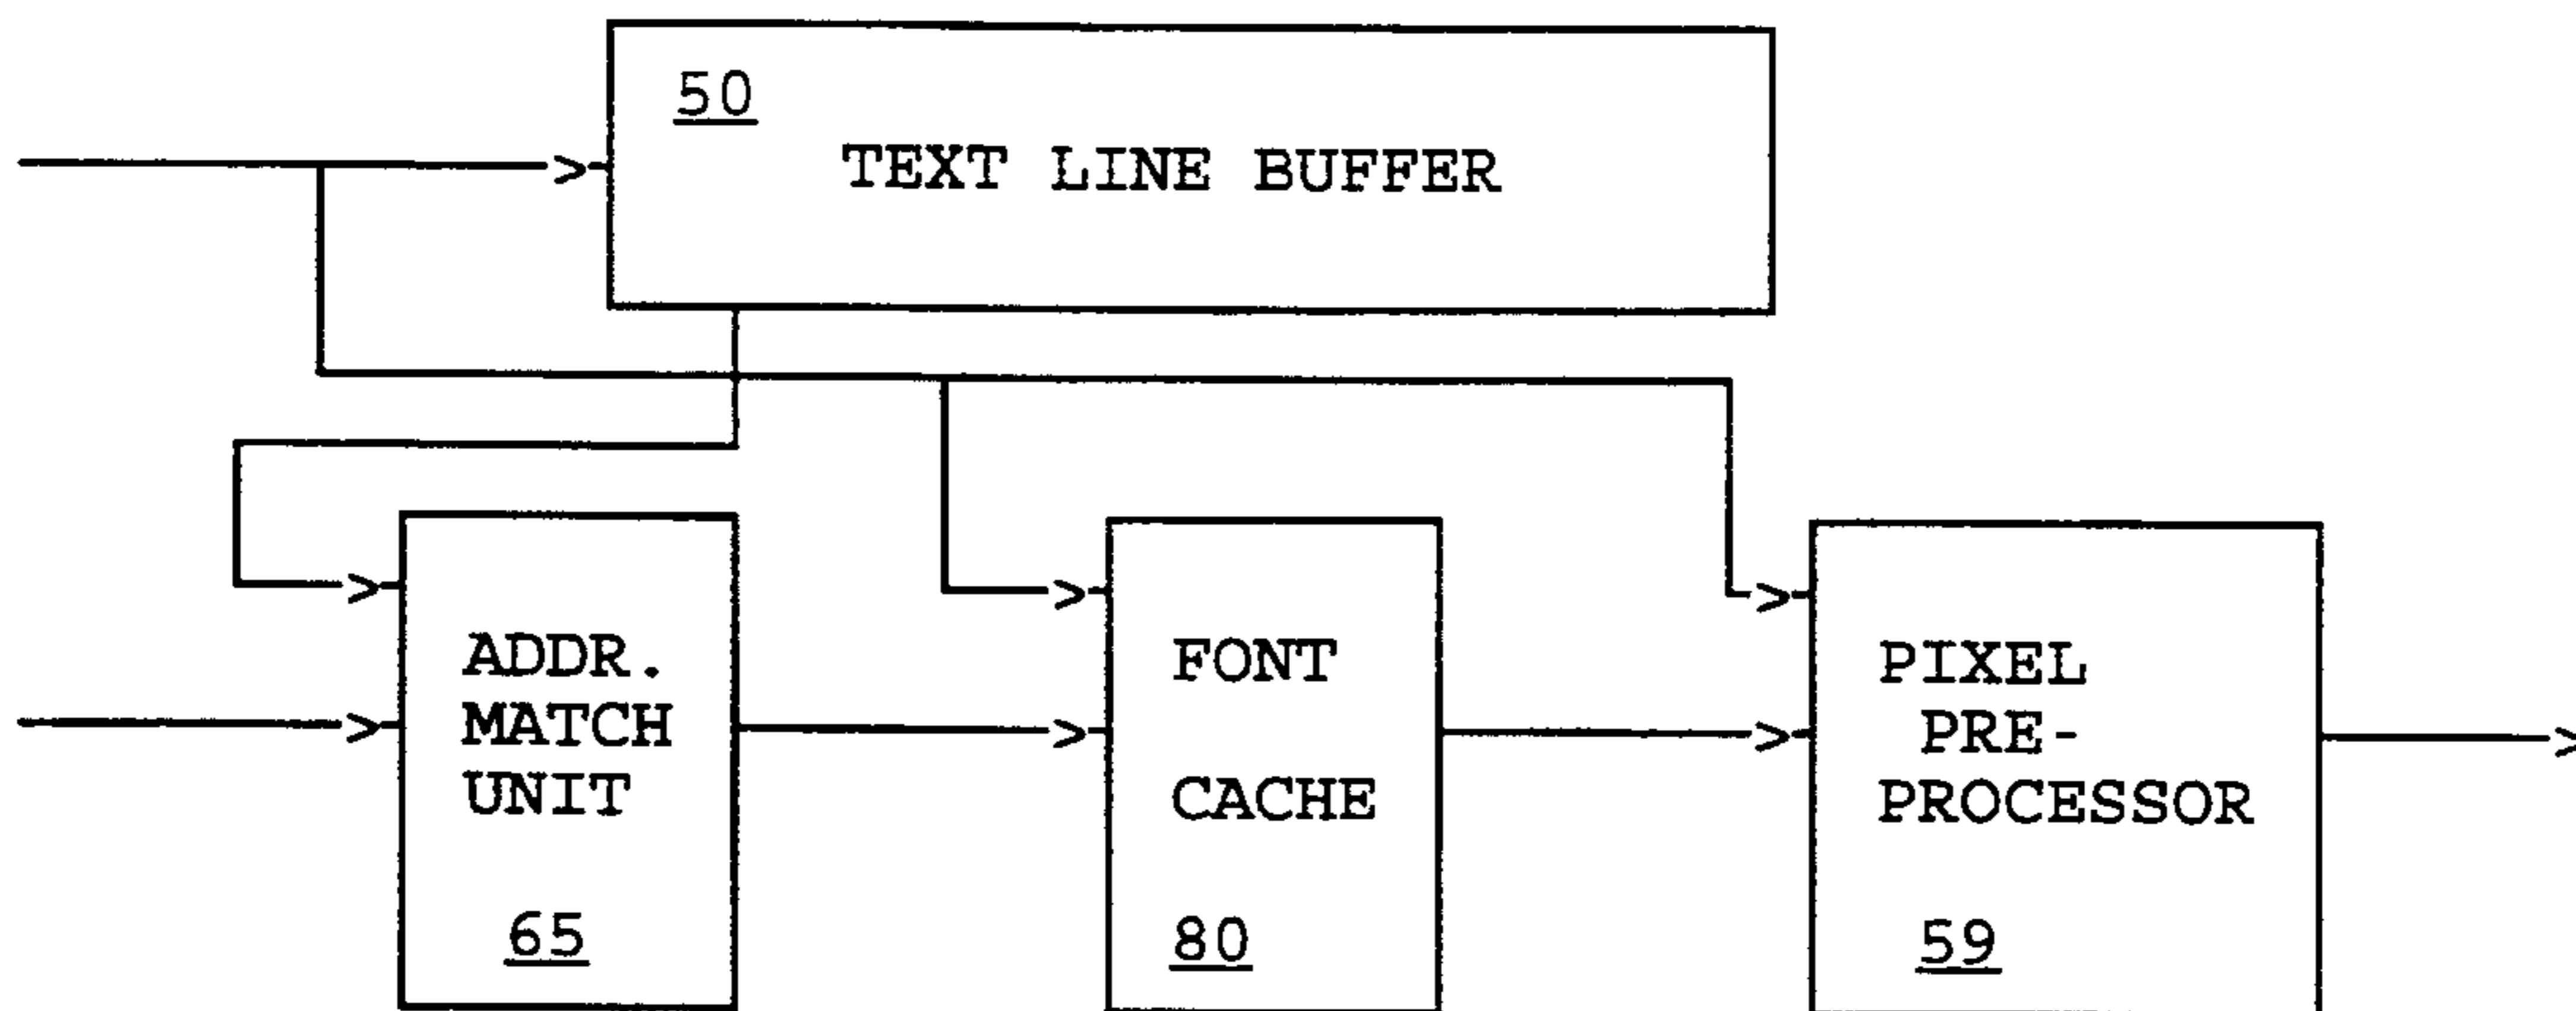 50
TEXT LINE BUFFER
ADDR.
MATCH
UNIT
65
FONT
CACHE
80
PIXEL
PRE-
PROCESSOR
59